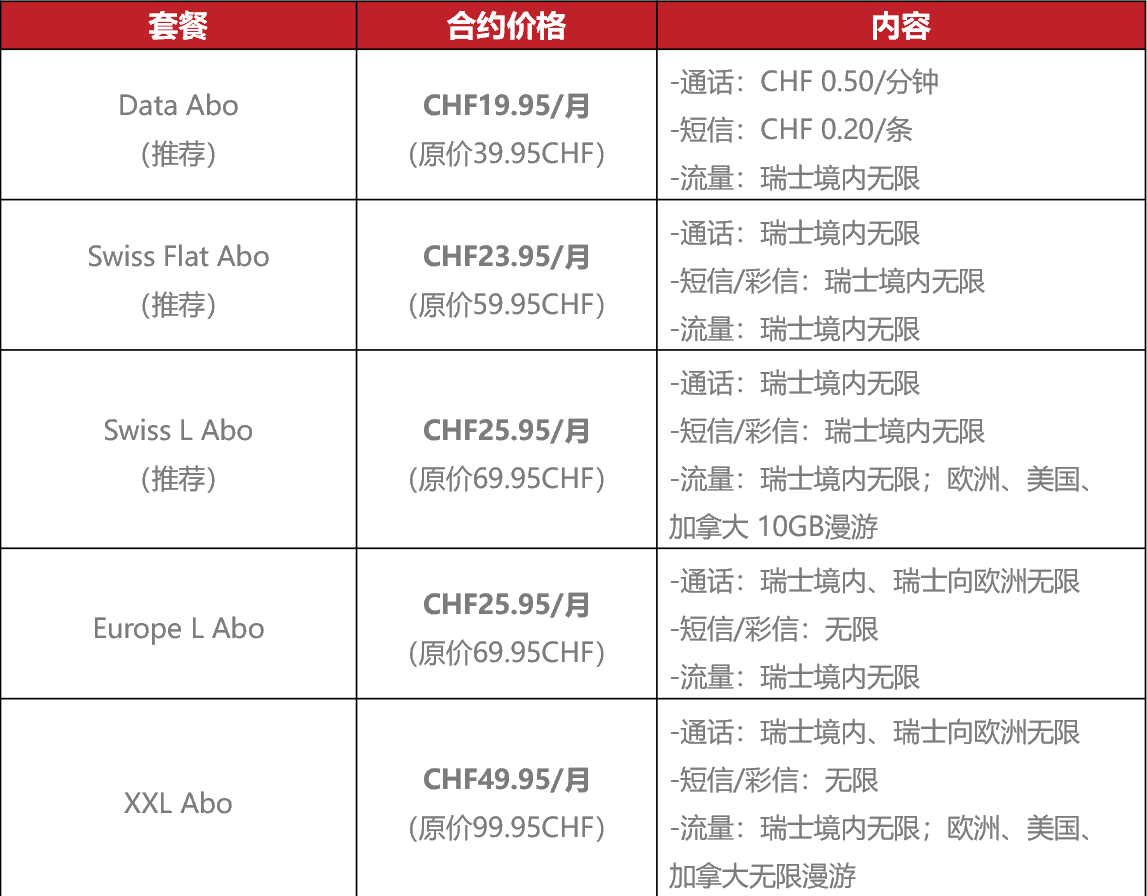 套餐 合约价格 内容
Data Abo
(推荐)
CHF19.95/月
(原价39.95CHF)
-通话：CHF 0.50/分钟
-短信：CHF 0.20/条
-流量：瑞士境内无限
Swiss Flat Abo
(推荐)
CHF23.95/月
(原价59.95CHF)
-通话：瑞士境内无限
-短信/彩信：瑞士境内无限
-流量：瑞士境内无限
Swiss L Abo
(推荐)
CHF25.95/月
(原价69.95CHF)
-通话：瑞士境内无限
-短信/彩信：瑞士境内无限
-流量：瑞士境内无限；欧洲、美国、
加拿大 10GB漫游
Europe L Abo
CHF25.95/月
(原价69.95CHF)
-通话：瑞士境内、瑞士向欧洲无限
-短信/彩信：无限
-流量：瑞士境内无限
XXL Abo
CHF49.95/月
(原价99.95CHF)
-通话：瑞士境内、瑞士向欧洲无限
-短信/彩信：无限
-流量：瑞士境内无限；欧洲、美国、
加拿大无限漫游